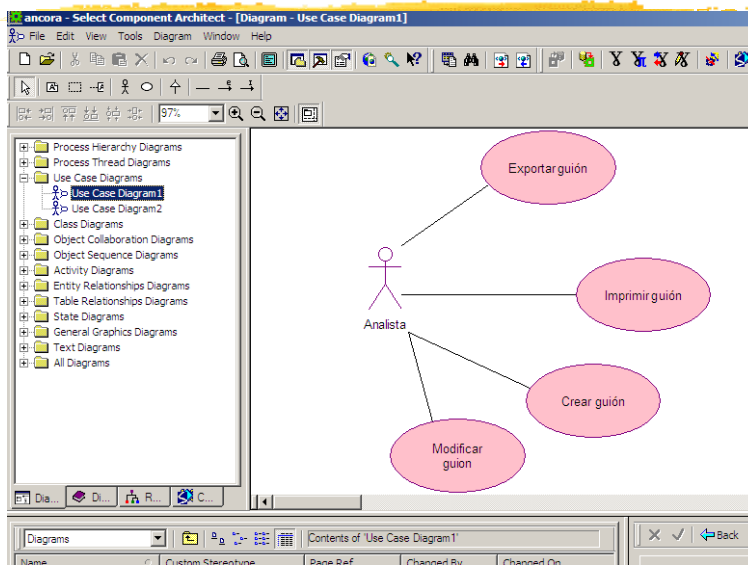 ancora - Select Component Architect - [Diagram - Use Case Diagram1]
File Edit View Tools Diagram Window Help
97%
Process Hierarchy Diagrams
Process Thread Diagrams
Use Case Diagrams
Use Case Diagram1
Use Case Diagram2
Class Diagrams
Object Collaboration Diagrams
Object Sequence Diagrams
Activity Diagrams
Entity Relationships Diagrams
Table Relationships Diagrams
State Diagrams
General Graphics Diagrams
Text Diagrams
All Diagrams
Exportar guión
Imprimir guión
Analista
Crear guión
Modificar
guion
Dia... Di... R... C...
Diagrams
Contents of 'Use Case Diagram1'
Back
Name Custom Stereotype Page Ref Changed By Changed On